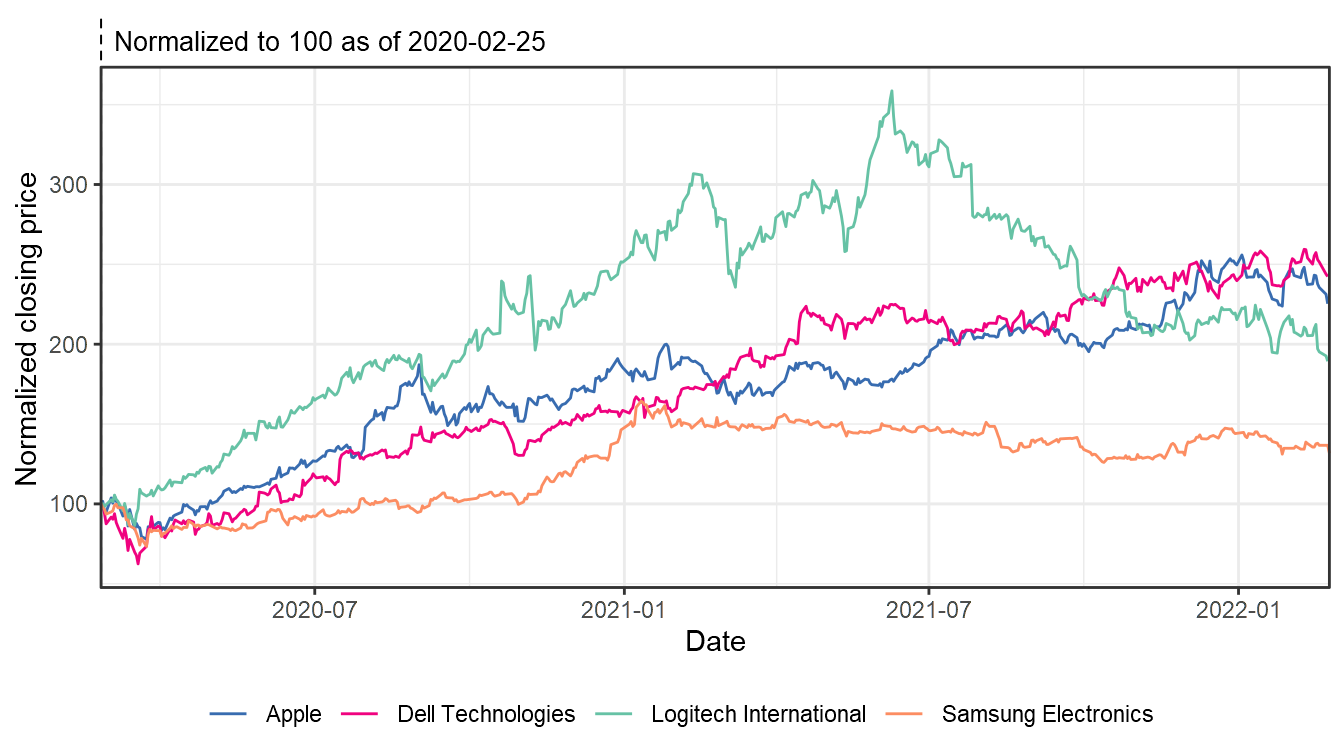 Normalized to 100 as of 2020-02-25
Normalized closing price
300
200
100
2020-07 2021-01 2021-07 2022-01
Date
Apple Dell Technologies Logitech International Samsung Electronics